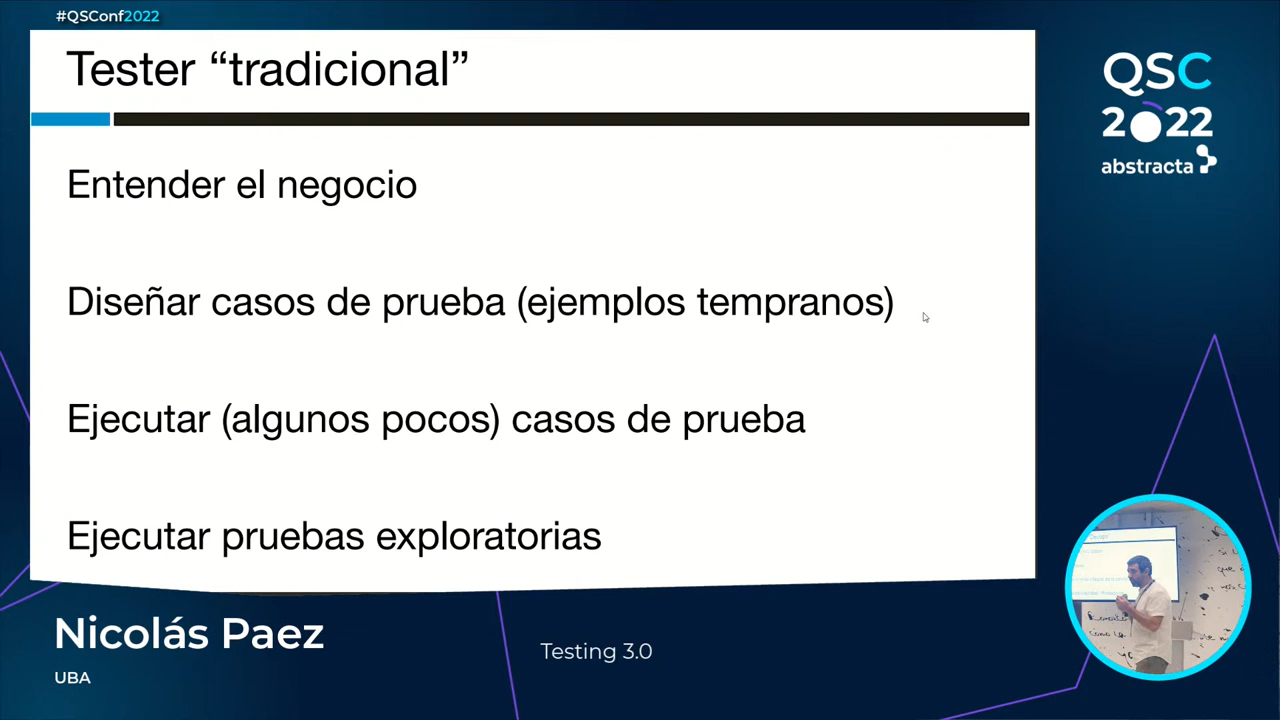 #QSConf2022
Tester “tradicional”
Entender el negocio
Diseñar casos de prueba (ejemplos tempranos)
Ejecutar (algunos pocos) casos de prueba
Ejecutar pruebas exploratorias
QSC
2022
abstracta
Nicolás Paez
UBA
Testing 3.0